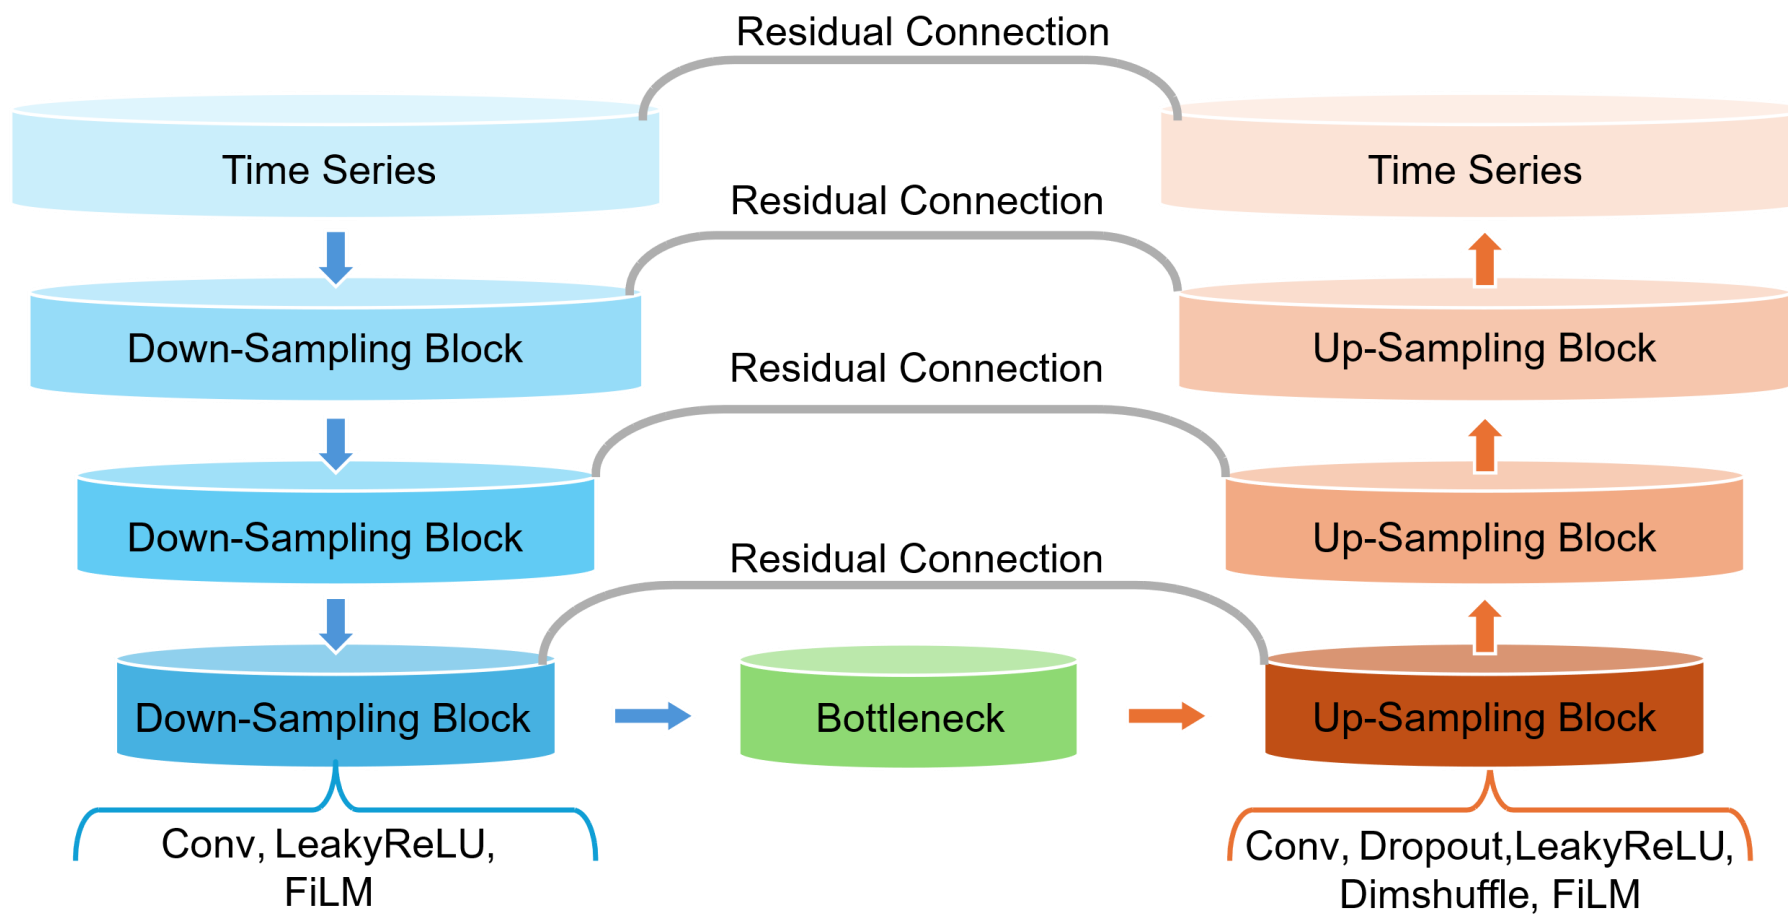 Residual Connection
Time Series
Time Series
Residual Connection
Down-Sampling Block
Up-Sampling Block
Residual Connection
Down-Sampling Block
Up-Sampling Block
Residual Connection
Down-Sampling Block
Bottleneck
Up-Sampling Block
Conv, LeakyReLU,
FiLM
Conv, Dropout,LeakyReLU,
Dimshuffle, FiLM